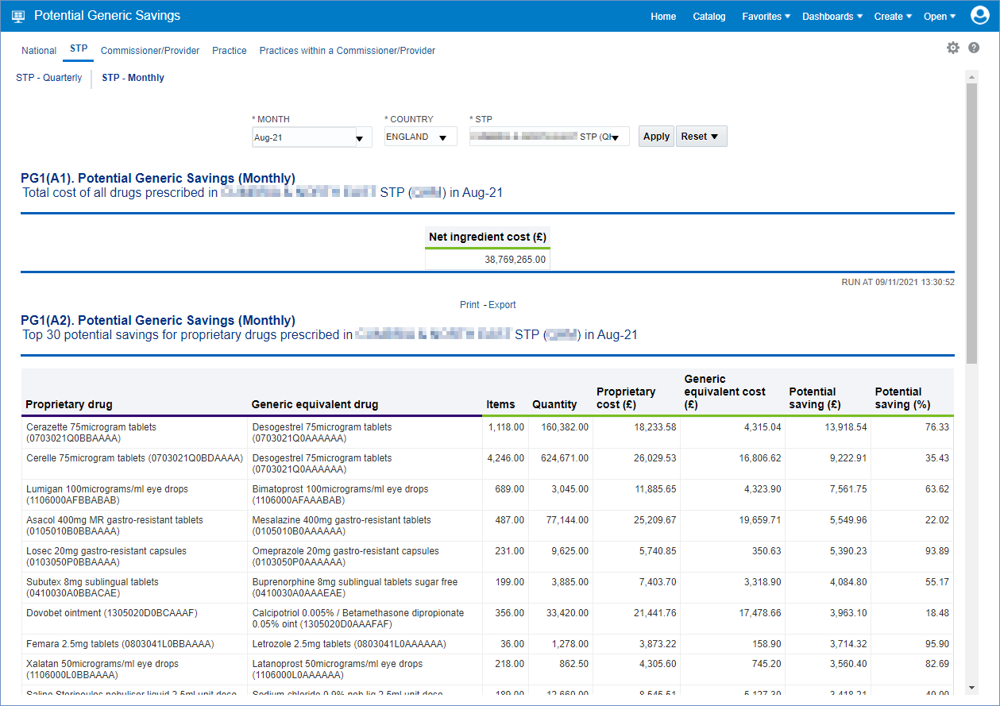 Potential Generic Savings
Home Catalog Favorites Dashboards Create Open
National STP Commissioner/Provider Practice Practices within a Commissioner/Provider
STP - Quarterly STP - Monthly
* MONTH * COUNTRY * STP
Aug-21 ENGLAND STP (QH Apply Reset
PG1(A1). Potential Generic Savings (Monthly)
Total cost of all drugs prescribed in STP ( ) in Aug-21
Net ingredient cost (£)
38,769,265.00
RUN AT 09/11/2021 13:30:52
Print - Export
PG1(A2). Potential Generic Savings (Monthly)
Top 30 potential savings for proprietary drugs prescribed in STP ( ) in Aug-21
Proprietary drug Generic equivalent drug Items Quantity Proprietary cost (£) Generic equivalent cost (£) Potential saving (£) Potential saving (%)
Cerazette 75microgram tablets Desogestrel 75microgram tablets 1,118.00 160,382.00 18,233.58 4,315.04 13,918.54 76.33
(0703021Q0BBAAAA) (0703021Q0AAAAAA)
Cerelle 75microgram tablets (0703021Q0BDAAAA) Desogestrel 75microgram tablets 4,246.00 624,671.00 26,029.53 16,806.62 9,222.91 35.43
(0703021Q0AAAAAA)
Lumigan 100micrograms/ml eye drops Bimatoprost 100micrograms/ml eye drops 689.00 3,045.00 11,885.65 4,323.90 7,561.75 63.62
(1106000AFBBABAB) (1106000AFAAABAB)
Asacol 400mg MR gastro-resistant tablets Mesalazine 400mg gastro-resistant tablets 487.00 77,144.00 25,209.67 19,659.71 5,549.96 22.02
(0105010B0BBAAAA) (0105010B0AAAAAA)
Losec 20mg gastro-resistant capsules Omeprazole 20mg gastro-resistant capsules 231.00 9,625.00 5,740.85 350.63 5,390.23 93.89
(0103050P0BBAAAA) (0103050P0AAAAAA)
Subutex 8mg sublingual tablets Buprenorphine 8mg sublingual tablets sugar free 199.00 3,885.00 7,403.70 3,318.90 4,084.80 55.17
(0410030A0BBACAE) (0410030A0AAAEAE)
Dovobet ointment (1305020D0BCAAAF) Calcipotriol 0.005% / Betamethasone dipropionate 356.00 33,420.00 21,441.76 17,478.66 3,963.10 18.48
0.05% oint (1305020D0AAAFAF)
Femara 2.5mg tablets (0803041L0BBAAAA) Letrozole 2.5mg tablets (0803041L0AAAAAA) 36.00 1,278.00 3,873.22 158.90 3,714.32 95.90
Xalatan 50micrograms/ml eye drops Latanoprost 50micrograms/ml eye drops 218.00 862.50 4,305.60 745.20 3,560.40 82.69
(1106000L0BBAAAA) (1106000L0AAAAAA)
Saline Steripoules nebuliser liquid 2.5ml unit dose Sodium chloride 0.9% neb liq 2.5ml unit dose 189.00 12,660.00 8,545.51 5,127.30 3,418.21 40.00